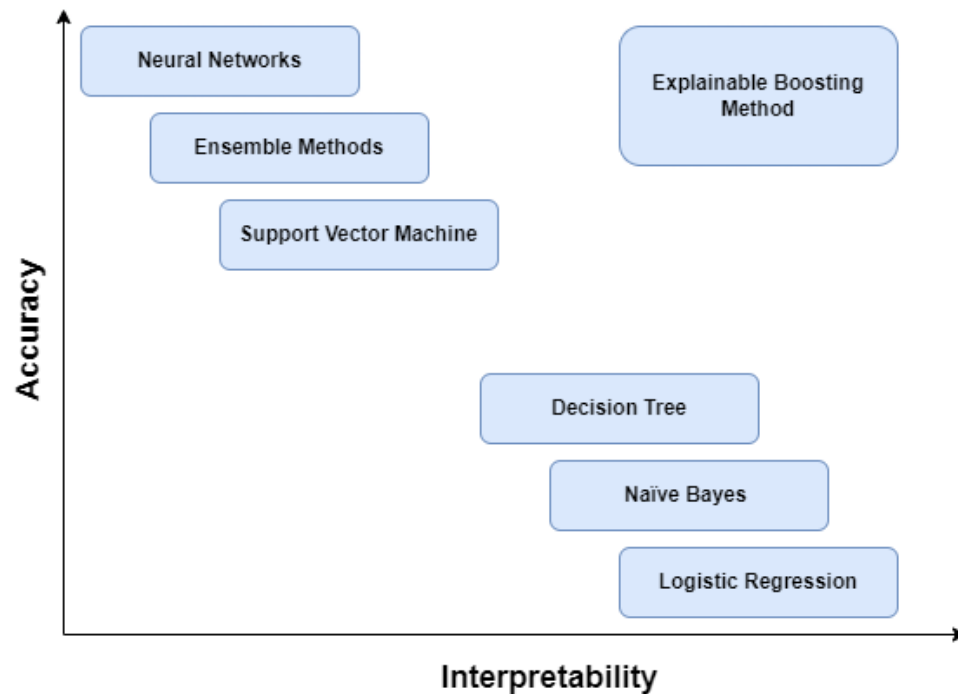 Neural Networks
Explainable Boosting
Method
Ensemble Methods
Support Vector Machine
Accuracy
Decision Tree
Naïve Bayes
Logistic Regression
Interpretability